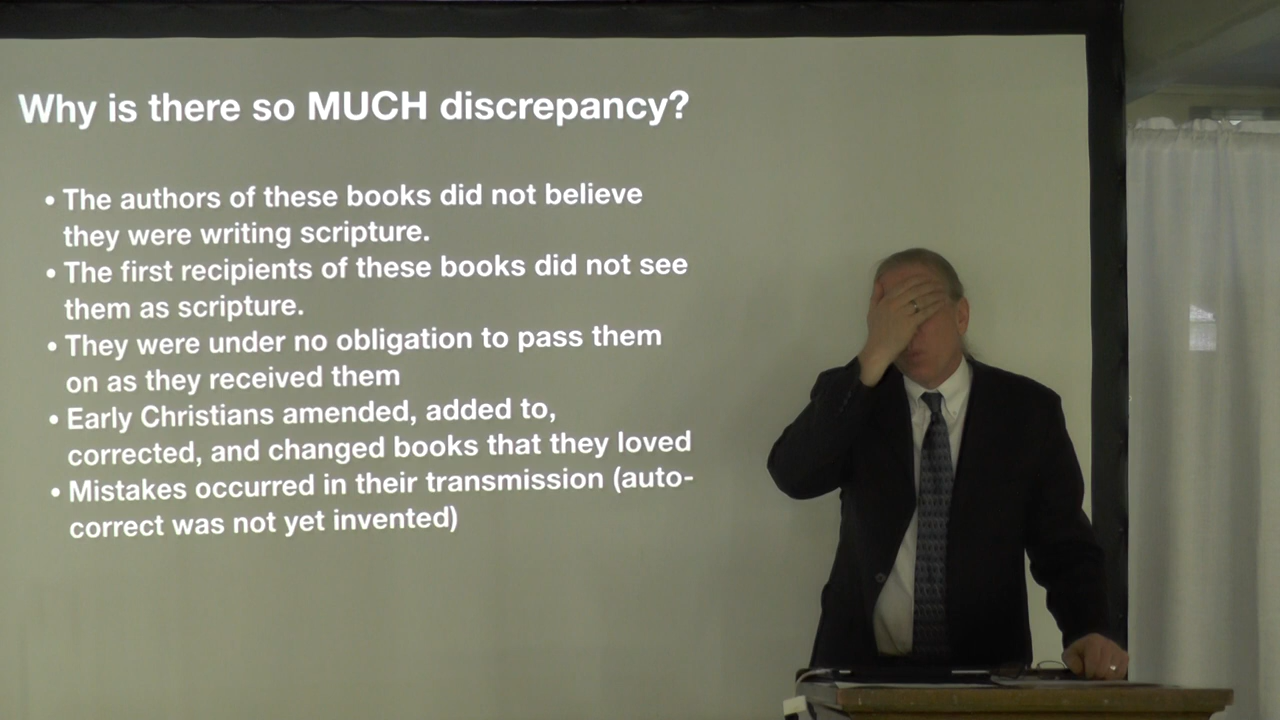 Why is there so MUCH discrepancy?
• The authors of these books did not believe
they were writing scripture.
• The first recipients of these books did not see
them as scripture.
• They were under no obligation to pass them
on as they received them
• Early Christians amended, added to,
corrected, and changed books that they loved
• Mistakes occurred in their transmission (auto-
correct was not yet invented)